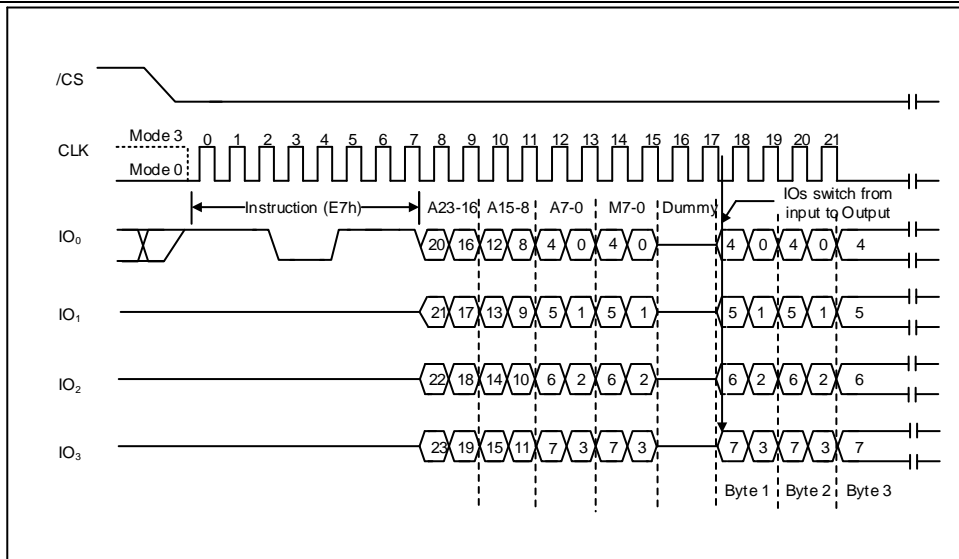 /CS
Mode 3
CLK
Mode 0
0 1 2 3 4 5 6 7 8 9 10 11 12 13 14 15 16 17 18 19 20 21
Instruction (E7h) A23-16 A15-8 A7-0 M7-0 Dummy
IOs switch from
input to Output
IO0 20 16 12 8 4 0 4 0 4 0 4 0 4
IO1 21 17 13 9 5 1 5 1 5 1 5 1 5
IO2 22 18 14 10 6 2 6 2 6 2 6 2 6
IO3 23 19 15 11 7 3 7 3 7 3 7 3 7
Byte 1 Byte 2 Byte 3